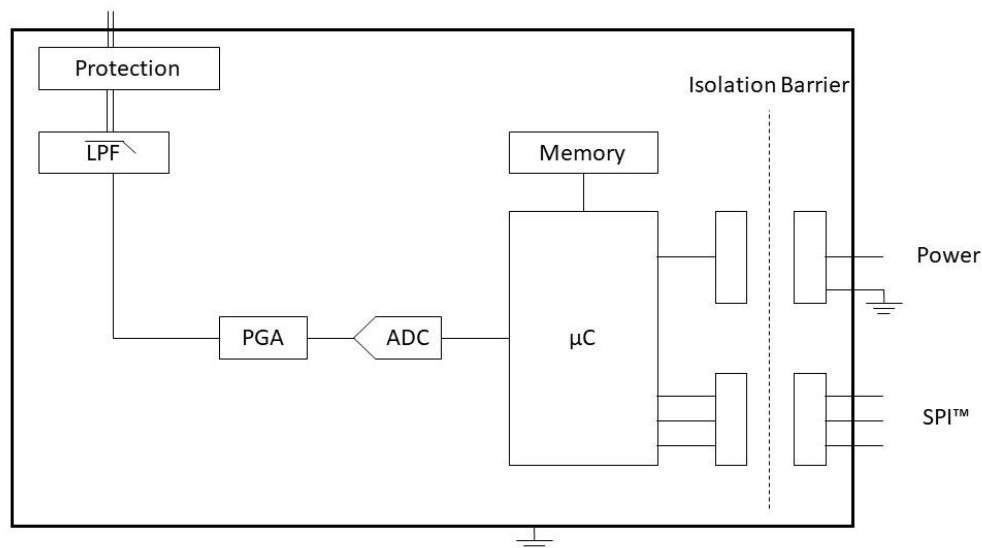 Protection
Isolation Barrier
LPF
Memory
Power
PGA
ADC
µC
SPI™